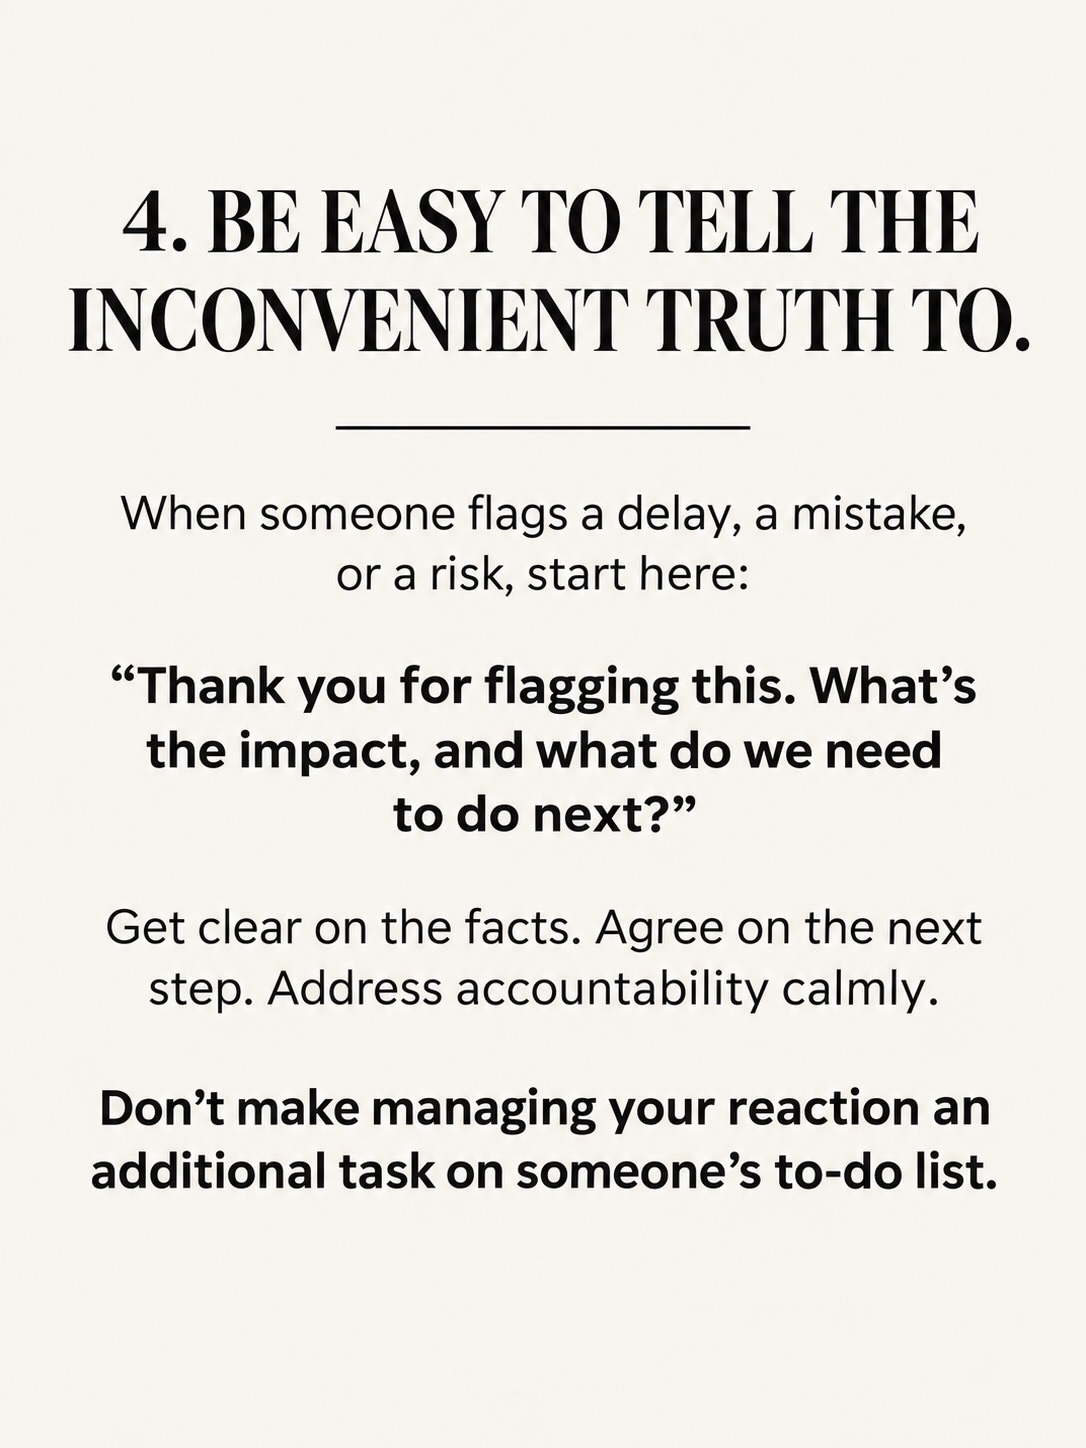 4. BE EASY TO TELL THE
INCONVENIENT TRUTH TO.
When someone flags a delay, a mistake,
or a risk, start here:
“Thank you for flagging this. What’s
the impact, and what do we need
to do next?”
Get clear on the facts. Agree on the next
step. Address accountability calmly.
Don’t make managing your reaction an
additional task on someone’s to-do list.